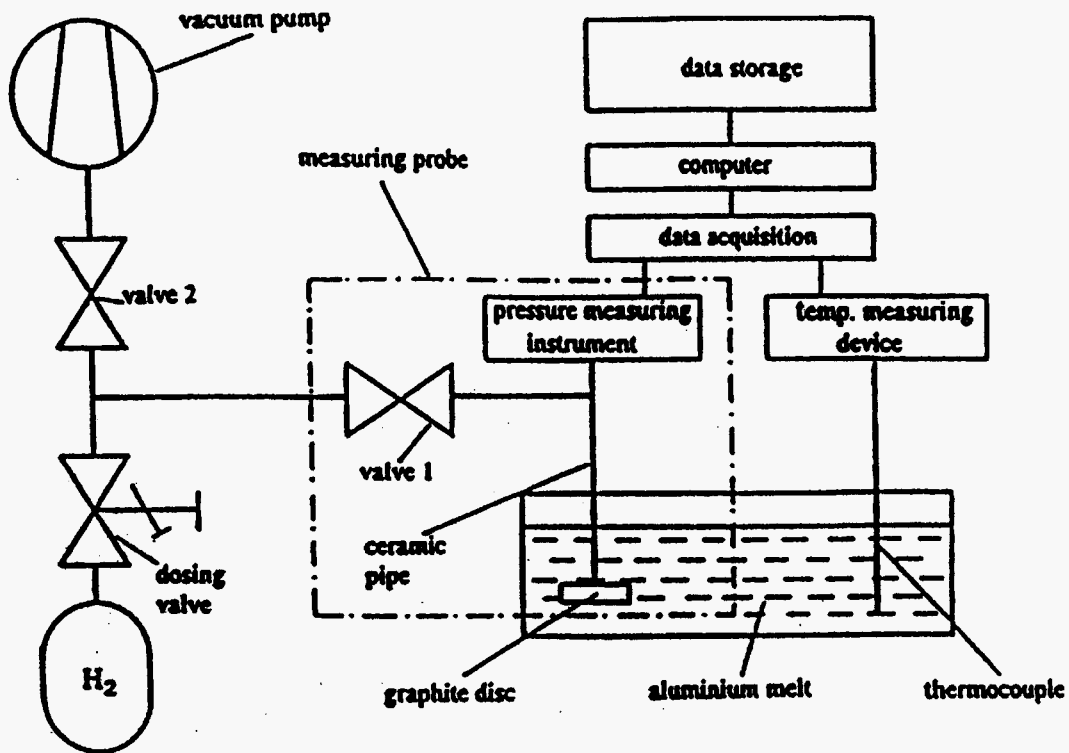 vacuum pump
data storage
measuring probe
computer
data acquisition
valve 2
pressure measuring
instrument
temp. measuring
device
valve 1
ceramic
pipe
dosing
valve
H₂
graphite disc
aluminium melt
thermocouple